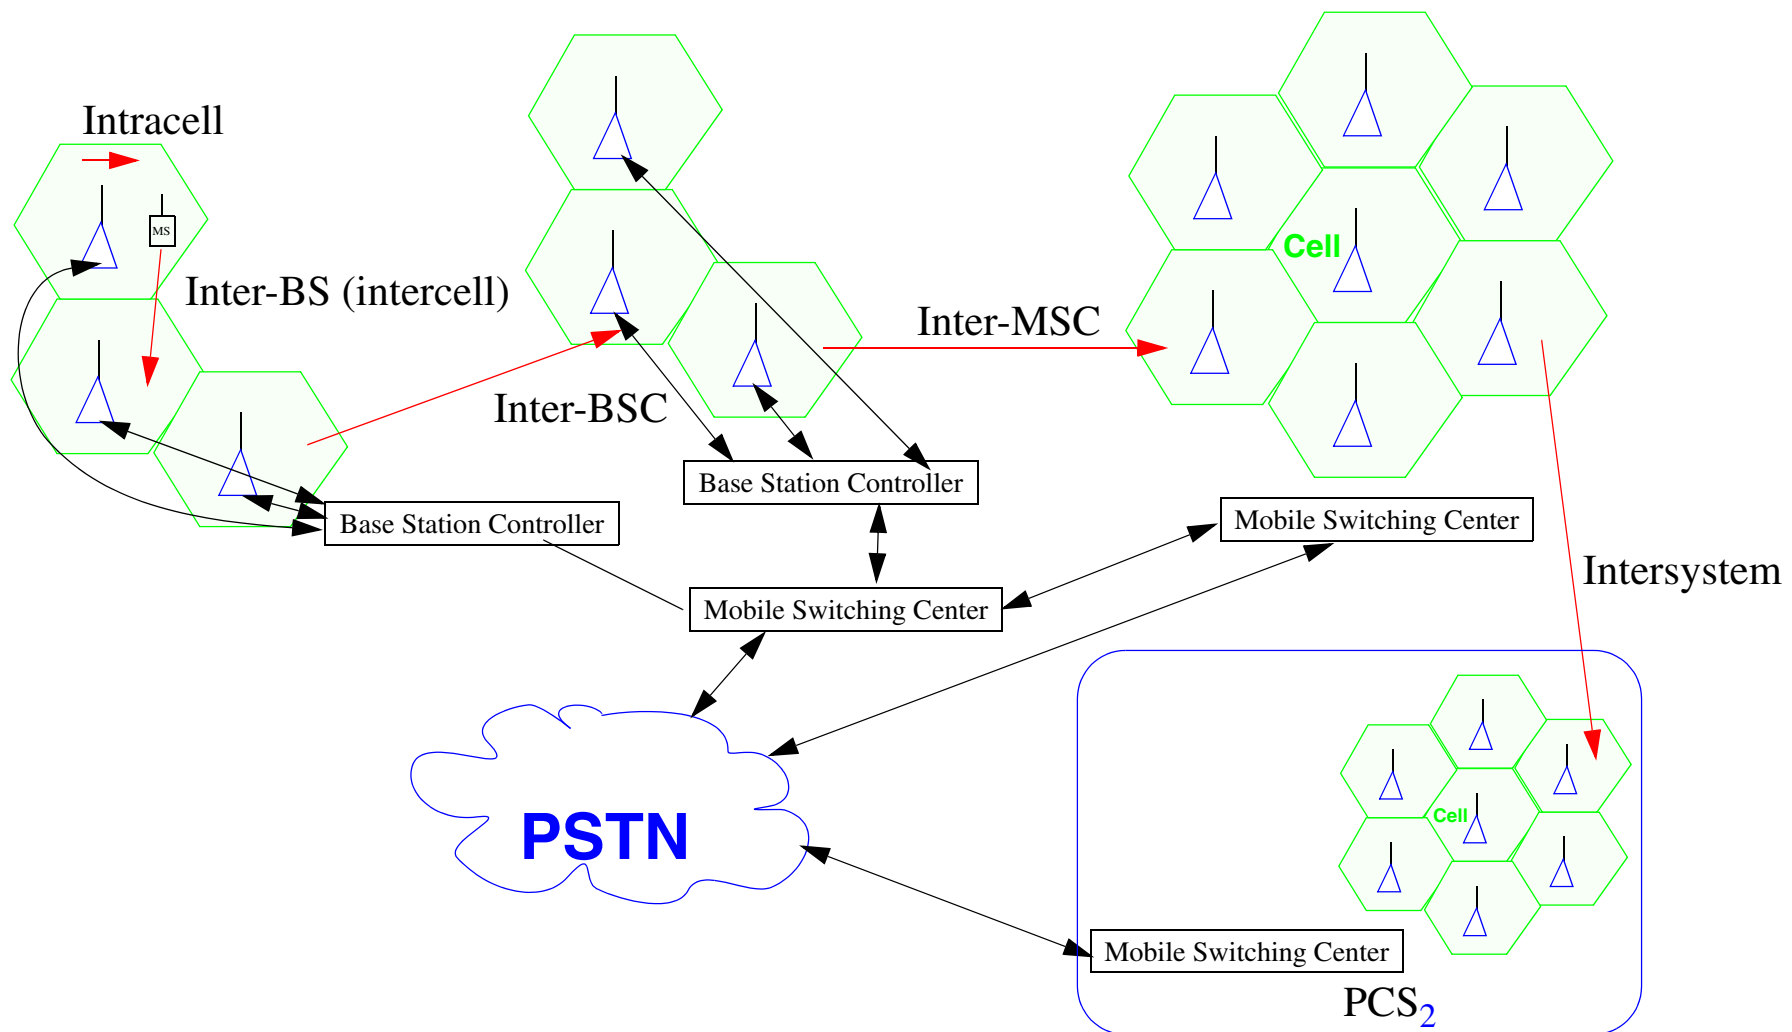 Intracell
MS
Inter-BS (intercell)
Inter-BSC
Inter-MSC
Cell
Base Station Controller
Base Station Controller
Mobile Switching Center
Mobile Switching Center
Intersystem
PSTN
Cell
Mobile Switching Center
PCS2